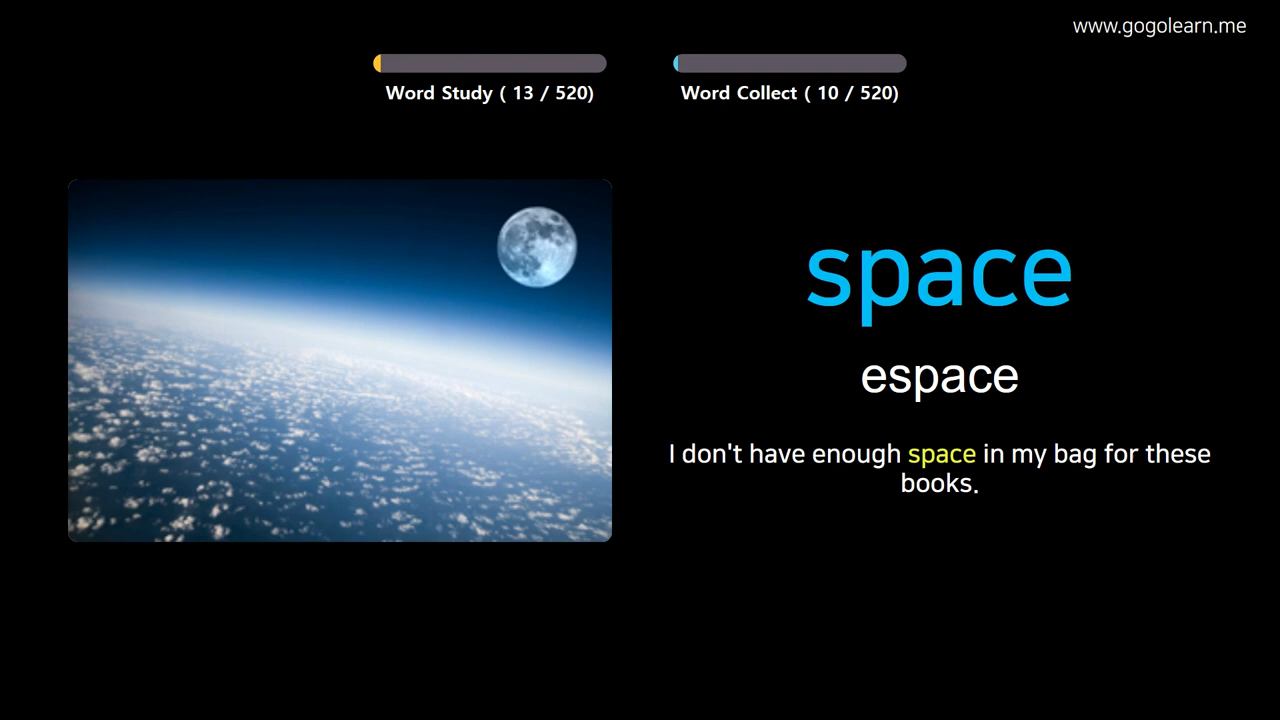 www.gogolearn.me
Word Study ( 13 / 520)
Word Collect ( 10 / 520)
space
espace
I don't have enough space in my bag for these
books.